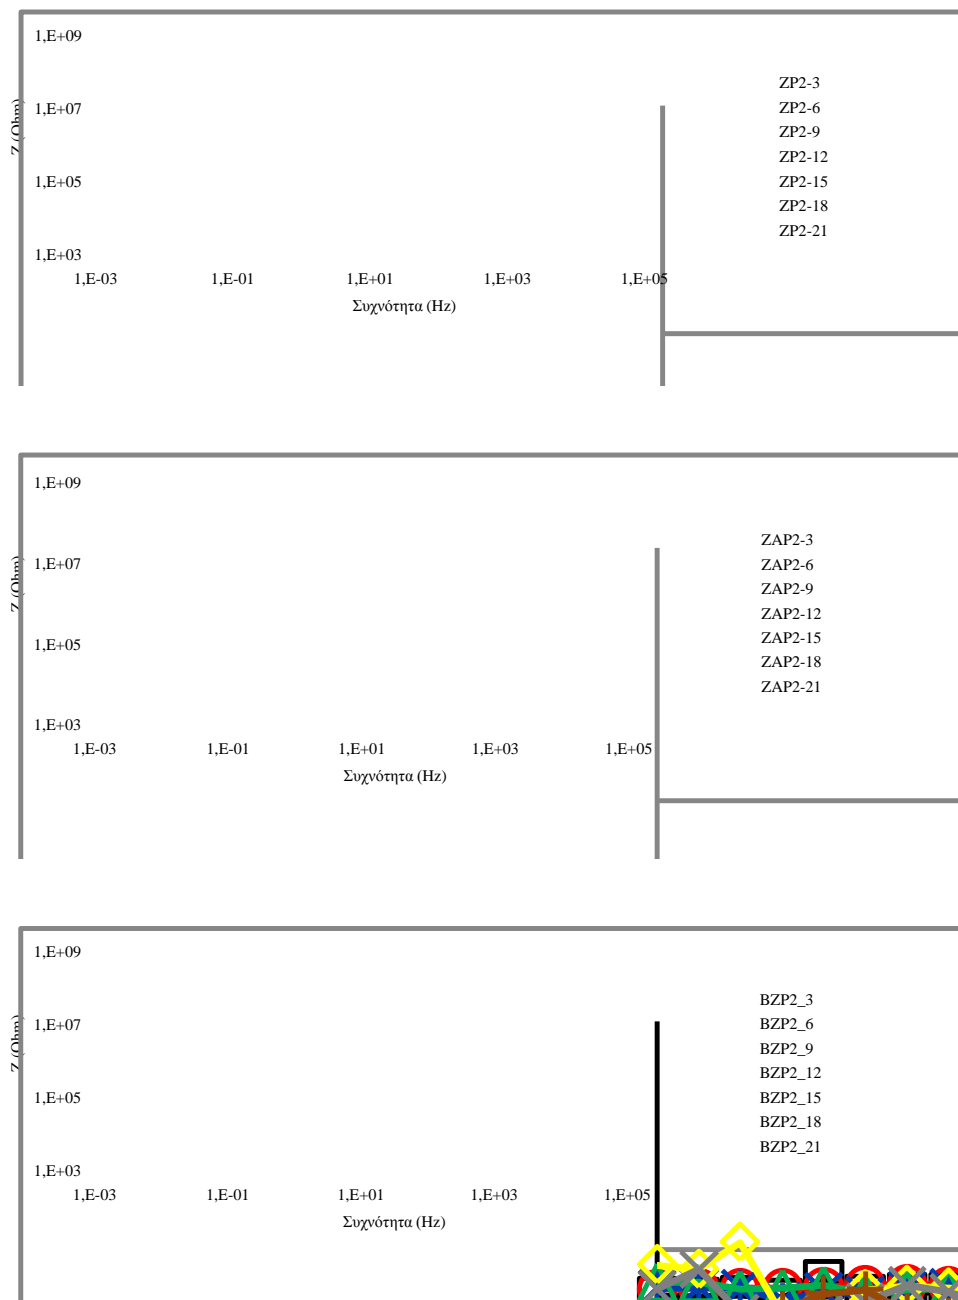 1,E+09
1,E+07
1,E+05
1,E+03
Z (Ohm)
1,E-03 1,E-01 1,E+01 1,E+03 1,E+05
Συχνότητα (Hz)
ZP2-3
ZP2-6
ZP2-9
ZP2-12
ZP2-15
ZP2-18
ZP2-21
1,E+09
1,E+07
1,E+05
1,E+03
Z (Ohm)
1,E-03 1,E-01 1,E+01 1,E+03 1,E+05
Συχνότητα (Hz)
ZAP2-3
ZAP2-6
ZAP2-9
ZAP2-12
ZAP2-15
ZAP2-18
ZAP2-21
1,E+09
1,E+07
1,E+05
1,E+03
Z (Ohm)
1,E-03 1,E-01 1,E+01 1,E+03 1,E+05
Συχνότητα (Hz)
BZP2_3
BZP2_6
BZP2_9
BZP2_12
BZP2_15
BZP2_18
BZP2_21